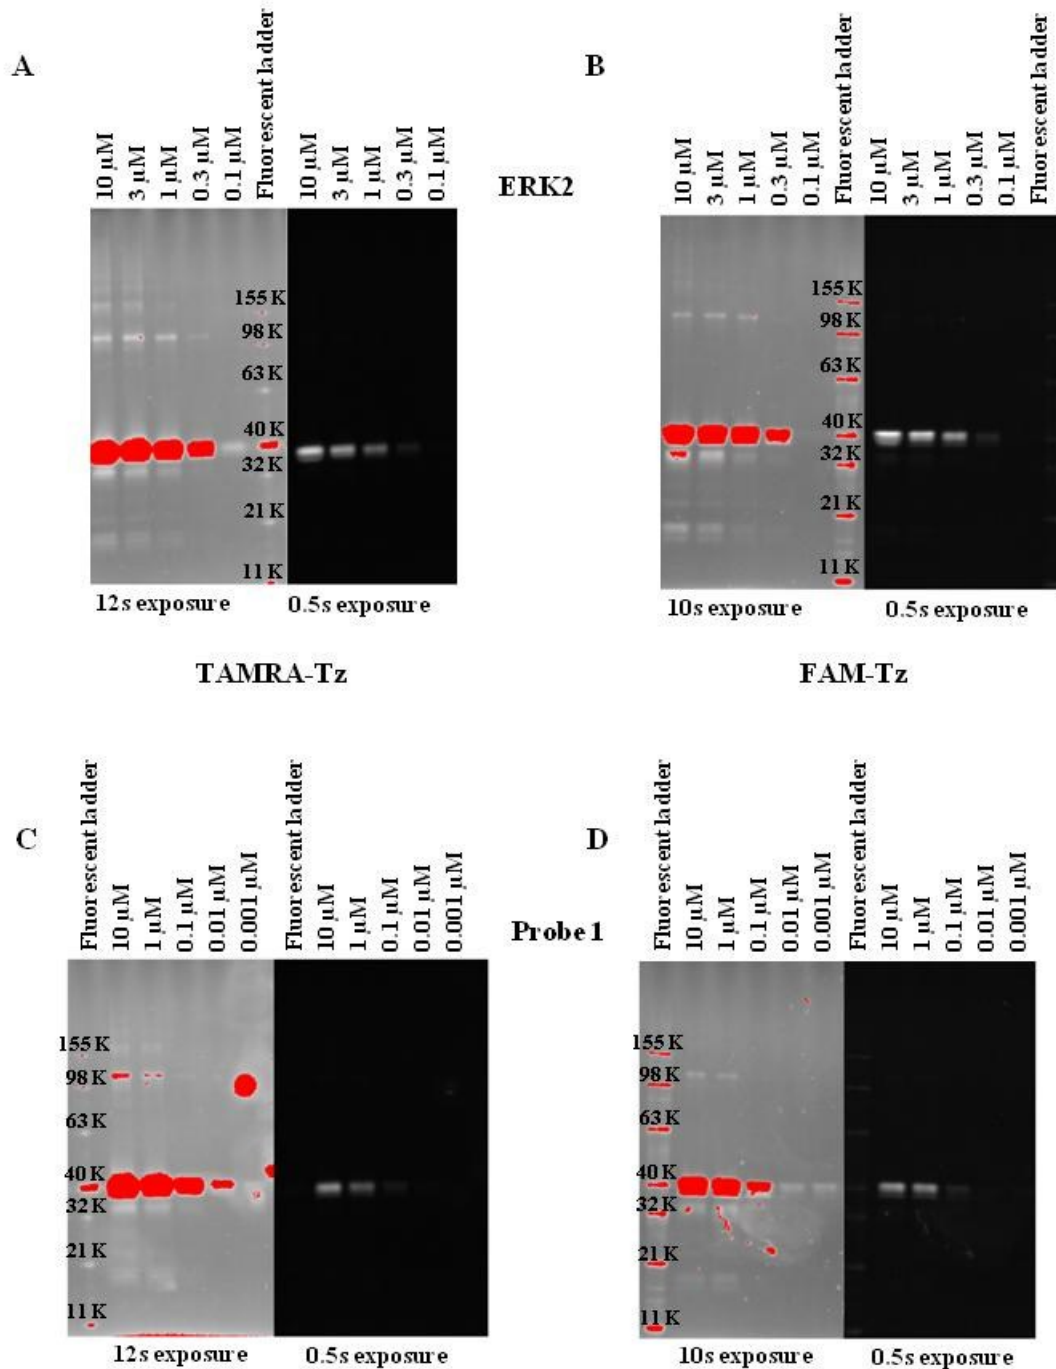 A
10 µM
3 µM
1 µM
0.3 µM
0.1 µM
Fluorescent ladder
10 µM
3 µM
1 µM
0.3 µM
0.1 µM
155 K
98 K
63 K
40 K
32 K
21 K
11 K
12s exposure
0.5s exposure
ERK2
B
10 µM
3 µM
1 µM
0.3 µM
0.1 µM
Fluorescent ladder
10 µM
3 µM
1 µM
0.3 µM
0.1 µM
Fluorescent ladder
155 K
98 K
63 K
40 K
32 K
21 K
11 K
10s exposure
0.5s exposure
TAMRA-Tz
FAM-Tz
C
Fluorescent ladder
10 µM
1 µM
0.1 µM
0.01 µM
0.001 µM
Fluorescent ladder
10 µM
1 µM
0.1 µM
0.01 µM
0.001 µM
155 K
98 K
63 K
40 K
32 K
21 K
11 K
12s exposure
0.5s exposure
Probe 1
D
Fluorescent ladder
10 µM
1 µM
0.1 µM
0.01 µM
0.001 µM
Fluorescent ladder
10 µM
1 µM
0.1 µM
0.01 µM
0.001 µM
155 K
98 K
63 K
40 K
32 K
21 K
11 K
10s exposure
0.5s exposure